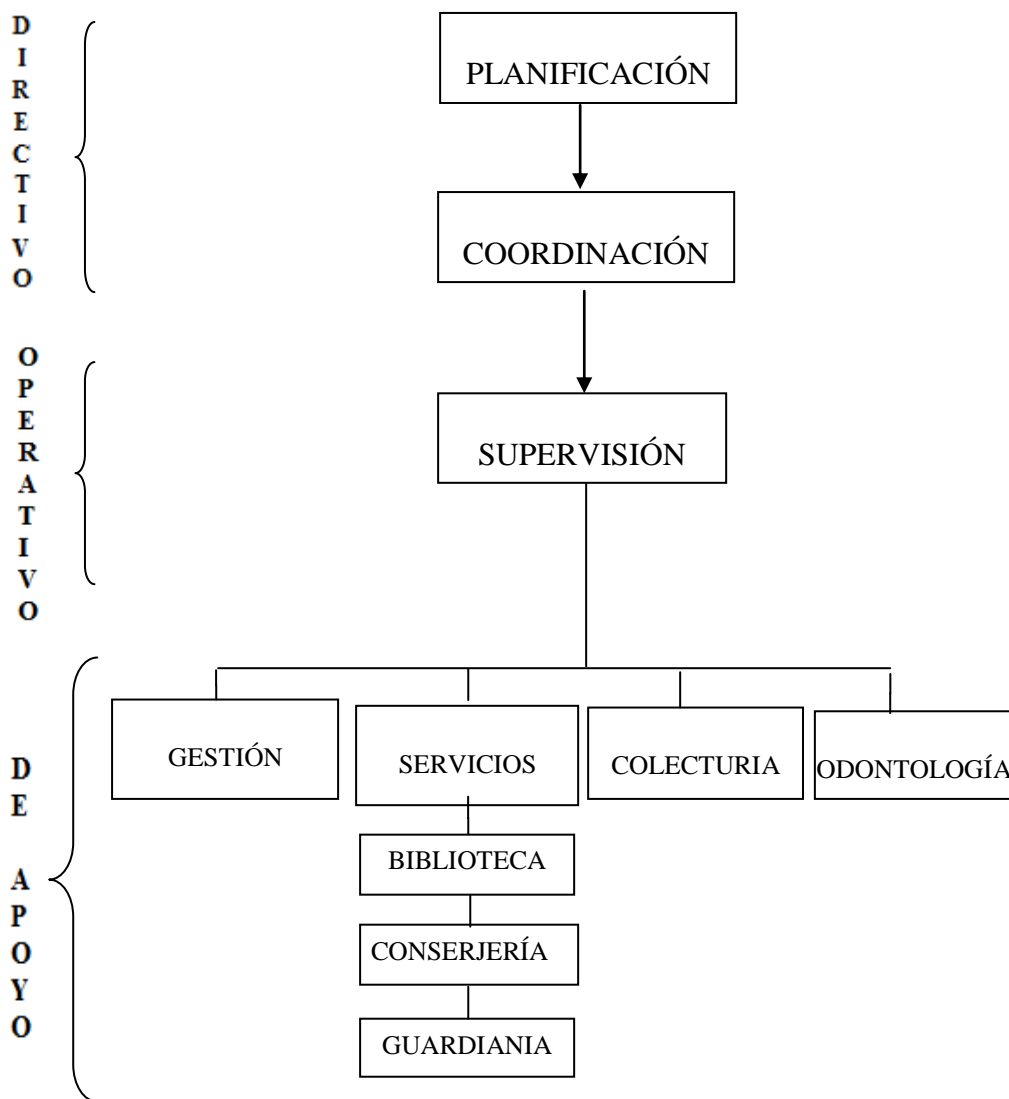 DIRECTIVO
PLANIFICACIÓN
COORDINACIÓN
OPERATIVO
SUPERVISIÓN
DE APOYO
GESTIÓN
SERVICIOS
COLECTURIA
ODONTOLOGÍA
BIBLIOTECA
CONSERJERÍA
GUARDIANIA